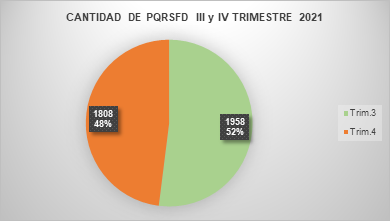 CANTIDAD DE PQRSFD III y IV TRIMESTRE 2021
1808
48%
1958
52%
Trim.3
Trim.4